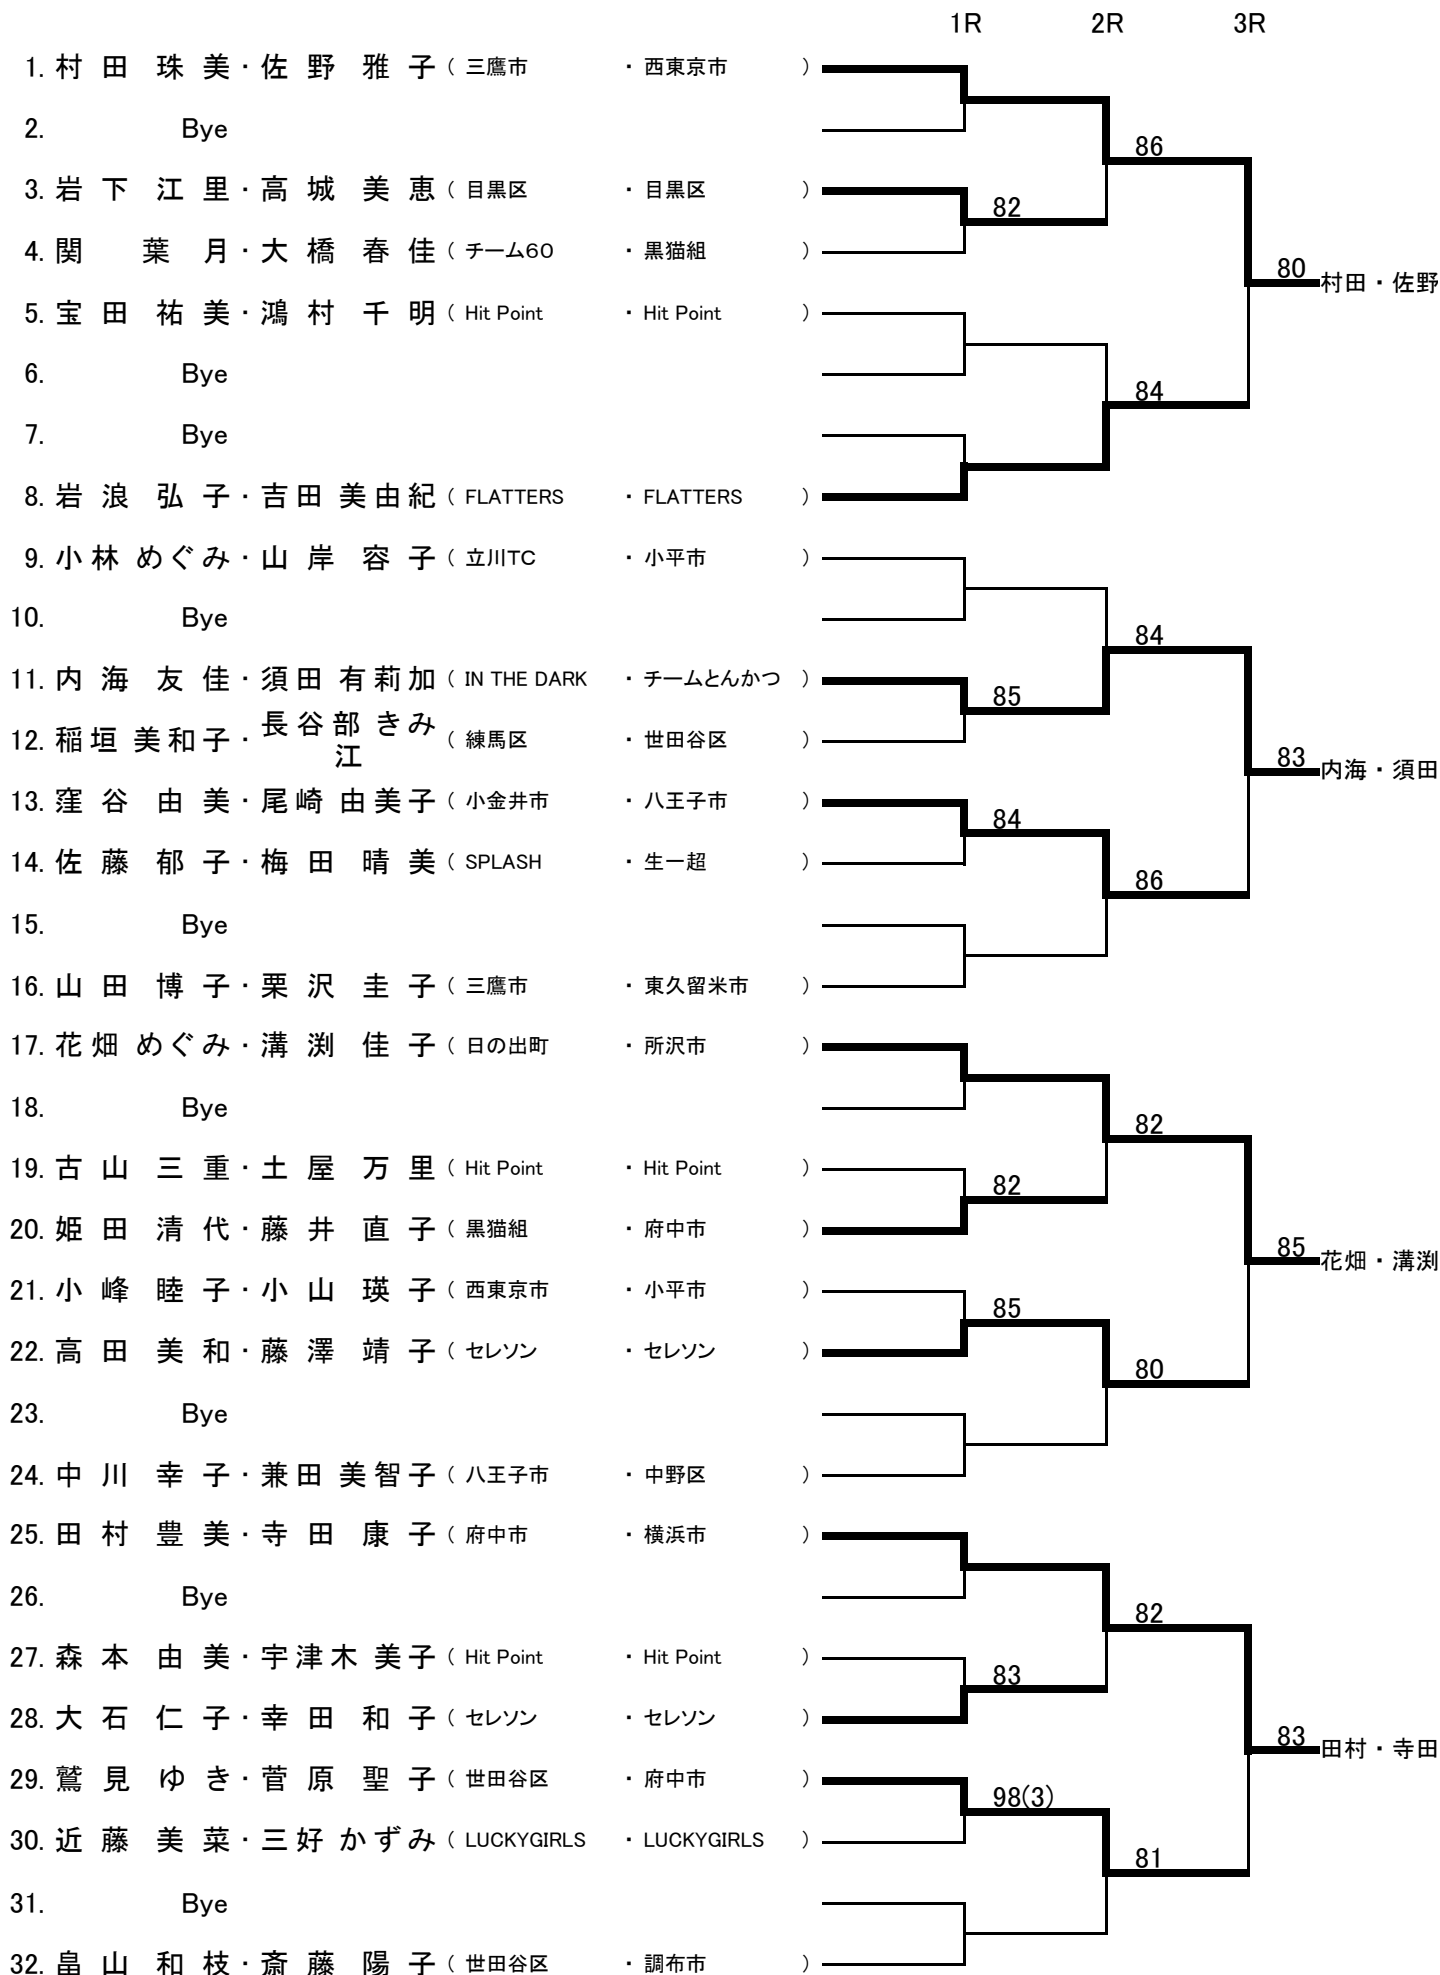 1R 2R 3R
1. 村 田 珠 美・佐 野 雅 子 ( 三鷹市 ・ 西東京市 )
2. Bye
86
3. 岩 下 江 里・高 城 美 恵 ( 目黒区 ・ 目黒区 )
82
4. 関 葉 月・大 橋 春 佳 ( チーム60 ・ 黒猫組 )
80 村田・佐野
5. 宝 田 祐 美・鴻 村 千 明 ( Hit Point ・ Hit Point )
6. Bye
84
7. Bye
8. 岩 浪 弘 子・吉田 美由紀 ( FLATTERS ・ FLATTERS )
9. 小林 めぐみ・山 岸 容 子 ( 立川TC ・ 小平市 )
10. Bye
84
11. 内 海 友 佳・須田 有莉加 ( IN THE DARK ・ チームとんかつ )
85
12. 稲垣 美和子・長谷部 きみ江 ( 練馬区 ・ 世田谷区 )
83 内海・須田
13. 窪 谷 由 美・尾崎 由美子 ( 小金井市 ・ 八王子市 )
84
14. 佐 藤 郁 子・梅 田 晴 美 ( SPLASH ・ 生一超 )
86
15. Bye
16. 山 田 博 子・栗 沢 圭 子 ( 三鷹市 ・ 東久留米市 )
17. 花畑 めぐみ・溝 渕 佳 子 ( 日の出町 ・ 所沢市 )
18. Bye
82
19. 古 山 三 重・土 屋 万 里 ( Hit Point ・ Hit Point )
82
20. 姫 田 清 代・藤 井 直 子 ( 黒猫組 ・ 府中市 )
85 花畑・溝渕
21. 小 峰 睦 子・小 山 瑛 子 ( 西東京市 ・ 小平市 )
85
22. 高 田 美 和・藤 澤 靖 子 ( セレソン ・ セレソン )
80
23. Bye
24. 中 川 幸 子・兼田 美智子 ( 八王子市 ・ 中野区 )
25. 田 村 豊 美・寺 田 康 子 ( 府中市 ・ 横浜市 )
26. Bye
82
27. 森 本 由 美・宇津木 美子 ( Hit Point ・ Hit Point )
83
28. 大 石 仁 子・幸 田 和 子 ( セレソン ・ セレソン )
83 田村・寺田
29. 鷲 見 ゆ き・菅 原 聖 子 ( 世田谷区 ・ 府中市 )
98(3)
30. 近 藤 美 菜・三好 かずみ ( LUCKYGIRLS ・ LUCKYGIRLS )
81
31. Bye
32. 畠 山 和 枝・斎 藤 陽 子 ( 世田谷区 ・ 調布市 )